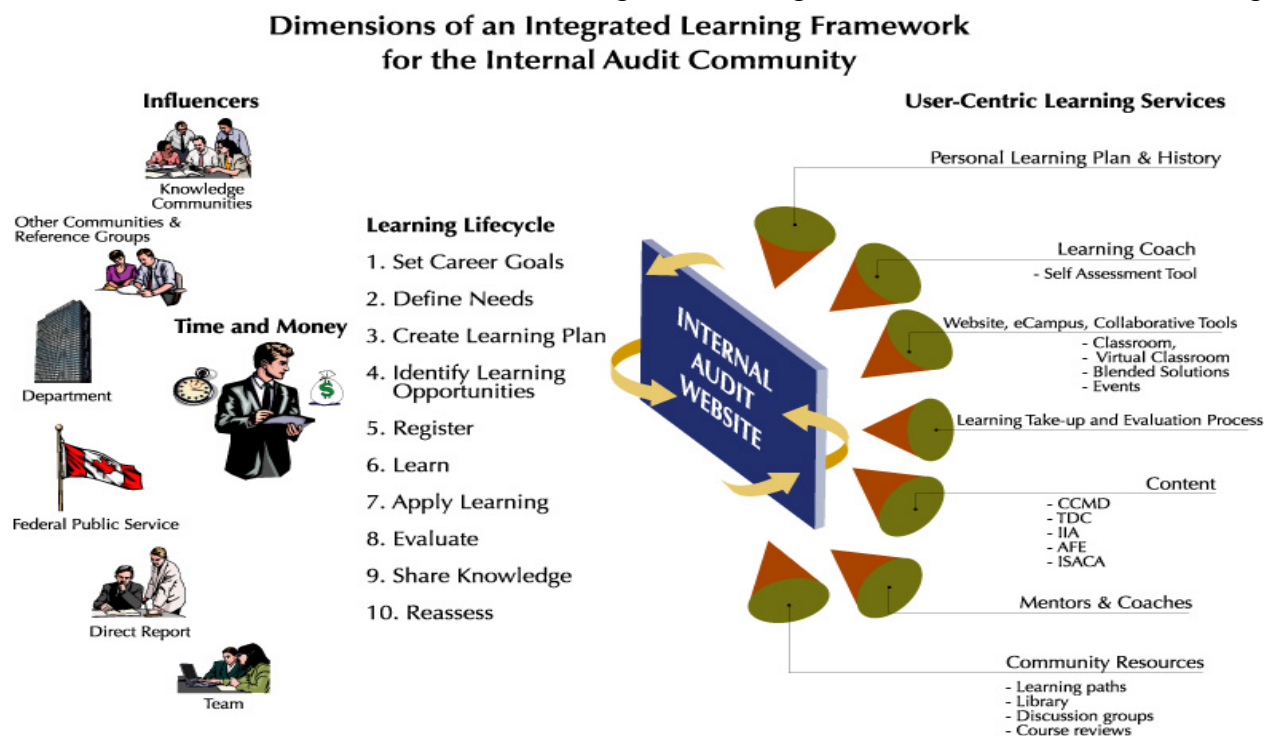 Dimensions of an Integrated Learning Framework
for the Internal Audit Community
Influencers
Knowledge
Communities
Other Communities &
Reference Groups
Department
Time and Money
$
Federal Public Service
Direct Report
Team
Learning Lifecycle
1. Set Career Goals
2. Define Needs
3. Create Learning Plan
4. Identify Learning
Opportunities
5. Register
6. Learn
7. Apply Learning
8. Evaluate
9. Share Knowledge
10. Reassess
INTERNAL
AUDIT
WEBSITE
User-Centric Learning Services
Personal Learning Plan & History
Learning Coach
- Self Assessment Tool
Website, eCampus, Collaborative Tools
- Classroom,
- Virtual Classroom
- Blended Solutions
- Events
Learning Take-up and Evaluation Process
Content
- CCMD
- TDC
- IIA
- AFE
- ISACA
Mentors & Coaches
Community Resources
- Learning paths
- Library
- Discussion groups
- Course reviews